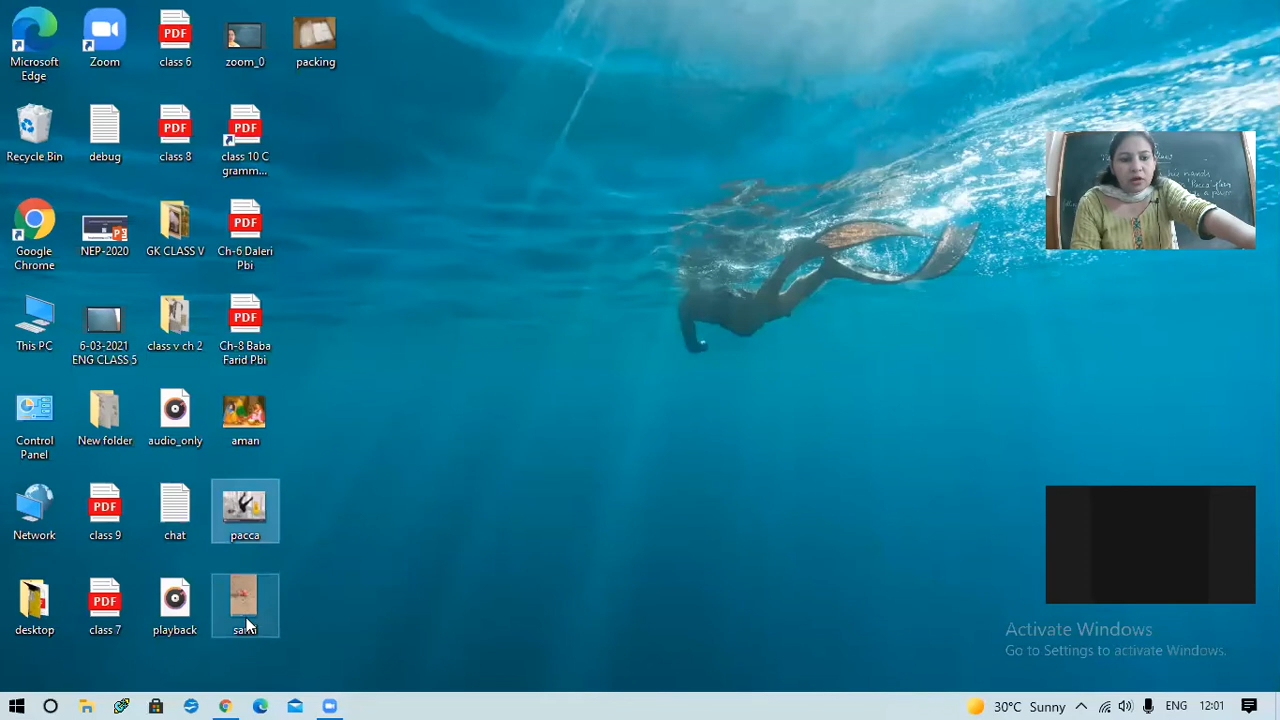 Microsoft Edge
Zoom
class 6
zoom_0
packing
Recycle Bin
debug
class 8
class 10 C gramm...
Google Chrome
NEP-2020
GK CLASS V
Ch-6 Daleri Pbi
This PC
6-03-2021 ENG CLASS 5
class v ch 2
Ch-8 Baba Farid Pbi
Control Panel
New folder
audio_only
aman
Network
class 9
chat
pacca
desktop
class 7
playback
PDF
PDF
PDF
PDF
PDF
PDF
PDF
Activate Windows
Go to Settings to activate Windows.
30°C Sunny
ENG
12:01